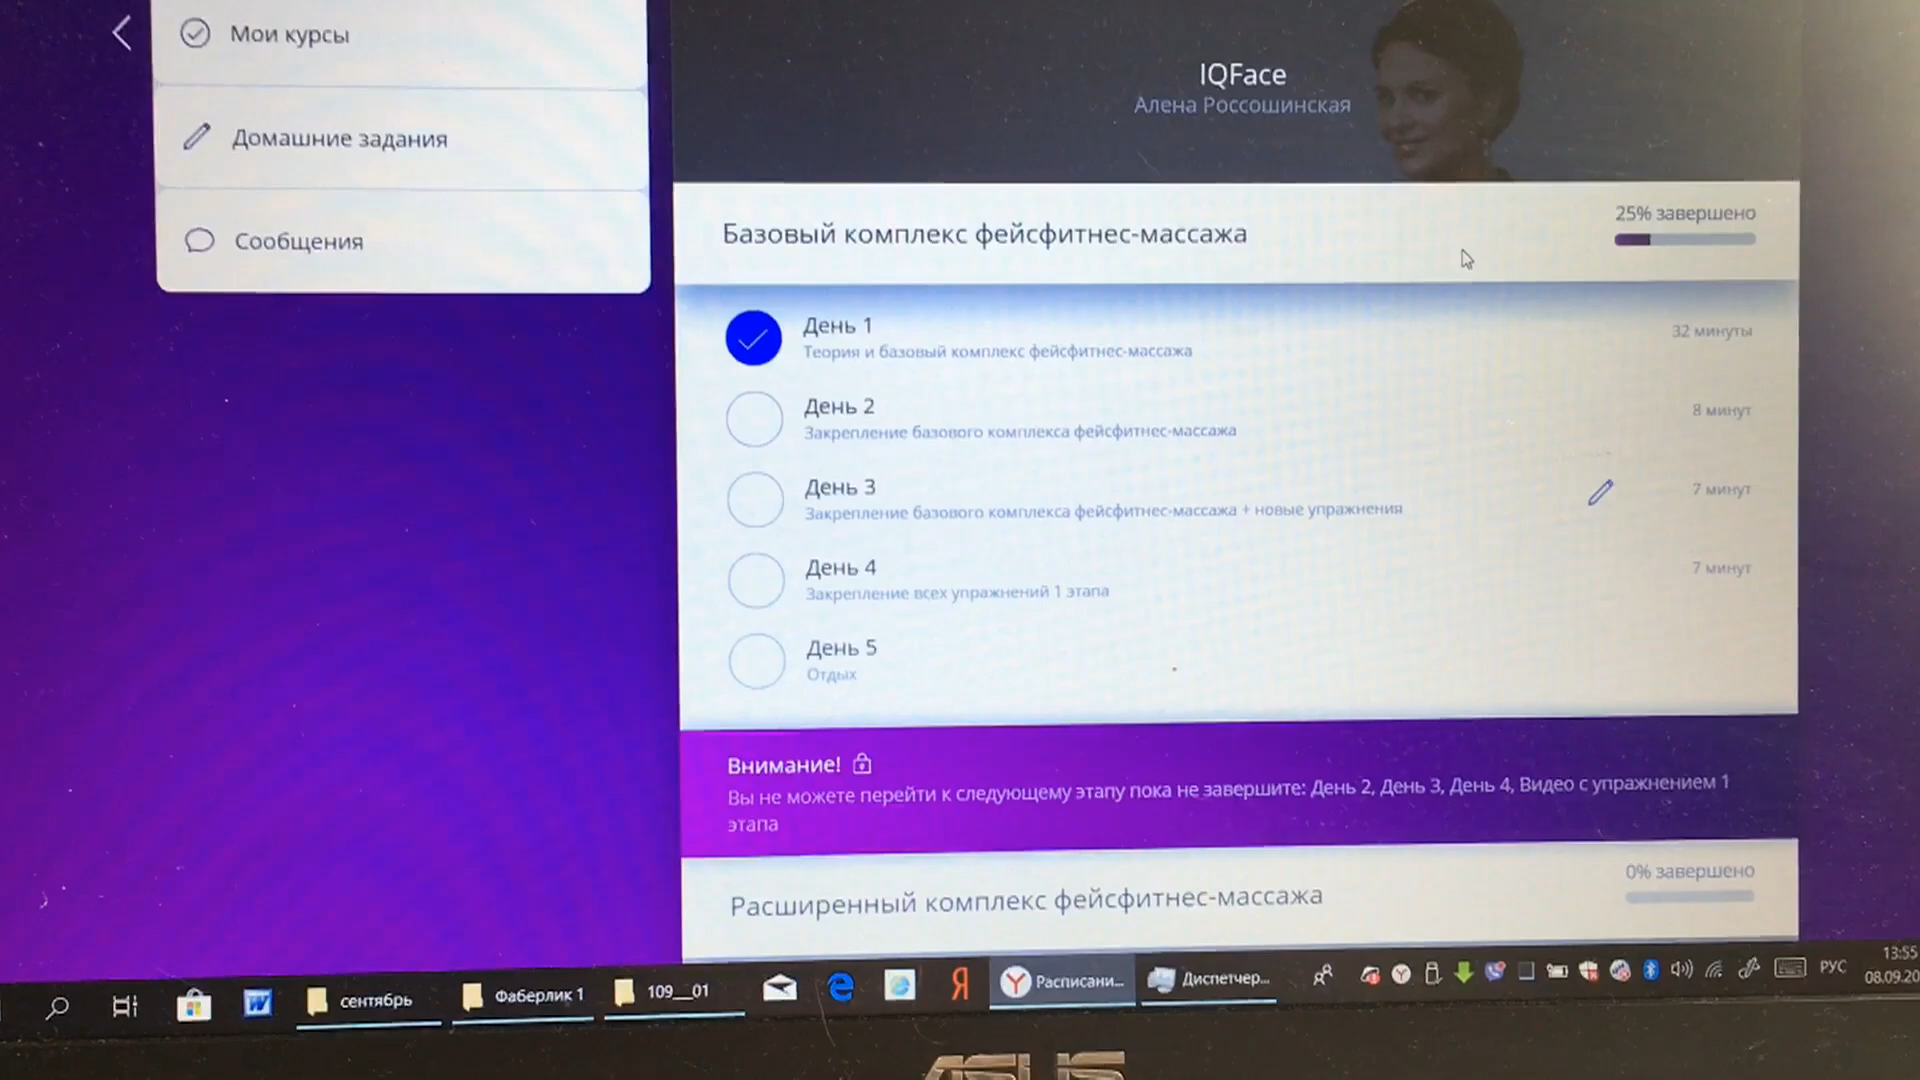 Мои курсы
Домашние задания
Сообщения
IQFace
Алена Россошинская
Базовый комплекс фейсфитнес-массажа
25% завершено
День 1
Теория и базовый комплекс фейсфитнес-массажа
32 минуты
День 2
Закрепление базового комплекса фейсфитнес-массажа
8 минут
День 3
Закрепление базового комплекса фейсфитнес-массажа + новые упражнения
7 минут
День 4
Закрепление всех упражнений 1 этапа
7 минут
День 5
Отдых
Внимание!
Вы не можете перейти к следующему этапу пока не завершите: День 2, День 3, День 4, Видео с упражнением 1
этапа
Расширенный комплекс фейсфитнес-массажа
0% завершено
сентябрь
Фаберлик 1
109__01
Я
Расписани...
Диспетчер...
РУС
13:55
08.09.20
ASUS